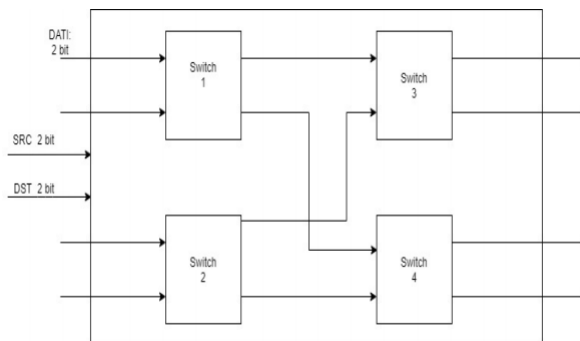 DATI:
2 bit
Switch
1
Switch
3
SRC 2 bit
DST 2 bit
Switch
2
Switch
4